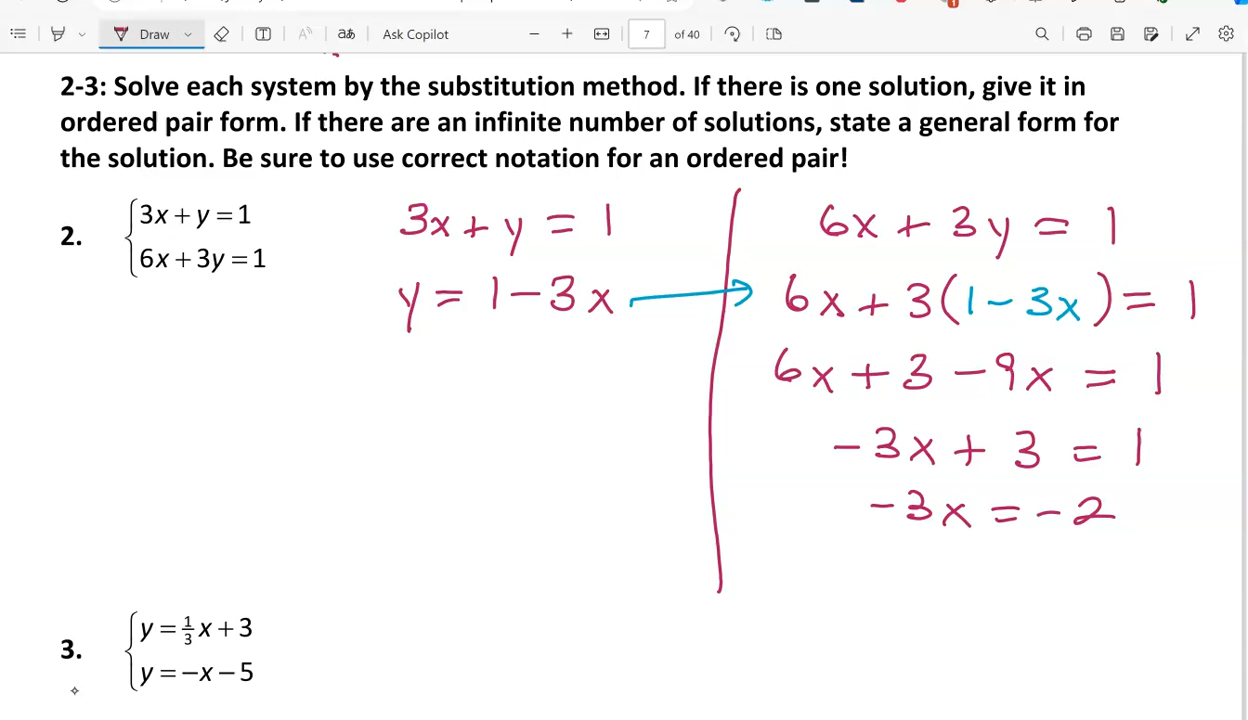 Draw
Ask Copilot
7 of 40
2-3: Solve each system by the substitution method. If there is one solution, give it in
ordered pair form. If there are an infinite number of solutions, state a general form for
the solution. Be sure to use correct notation for an ordered pair!
2.
3x + y = 1
6x + 3y = 1
3x + y = 1
y = 1 - 3x
6x + 3y = 1
6x + 3(1 - 3x) = 1
6x + 3 - 9x = 1
-3x + 3 = 1
-3x = -2
3.
y = 1/3 x + 3
y = -x - 5